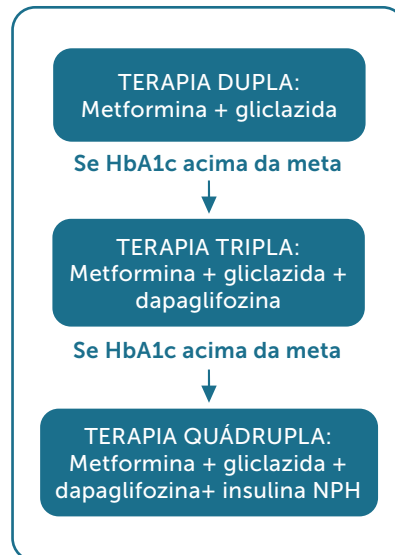 TERAPIA DUPLA:
Metformina + gliclazida
Se HbA1c acima da meta
TERAPIA TRIPLA:
Metformina + gliclazida +
dapaglifozina
Se HbA1c acima da meta
TERAPIA QUÁDRUPLA:
Metformina + gliclazida +
dapaglifozina+ insulina NPH